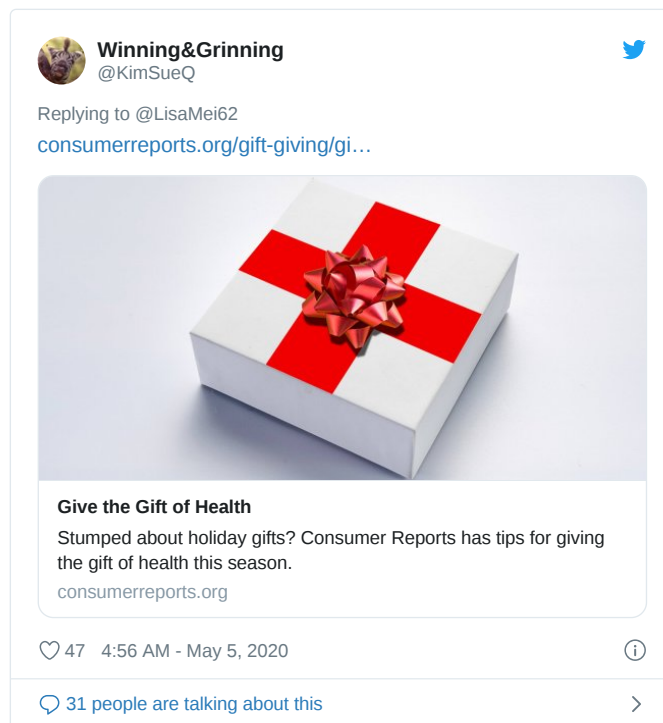 Winning&Grinning
@KimSueQ
Replying to @LisaMei62
consumerreports.org/gift-giving/gi…
Give the Gift of Health
Stumped about holiday gifts? Consumer Reports has tips for giving
the gift of health this season.
consumerreports.org
47 4:56 AM - May 5, 2020
31 people are talking about this